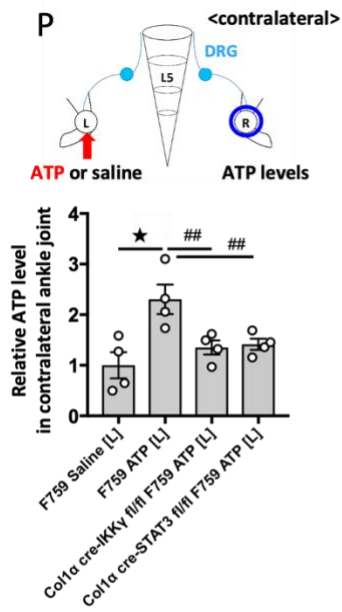 P
<contralateral>
DRG
L5
L
R
ATP or saline
ATP levels
★
##
##
Relative ATP level
in contralateral ankle joint
4
3
2
1
0
F759 Saline [L]
F759 ATP [L]
Col1α cre-IKKγ fl/fl F759 ATP [L]
Col1α cre-STAT3 fl/fl F759 ATP [L]